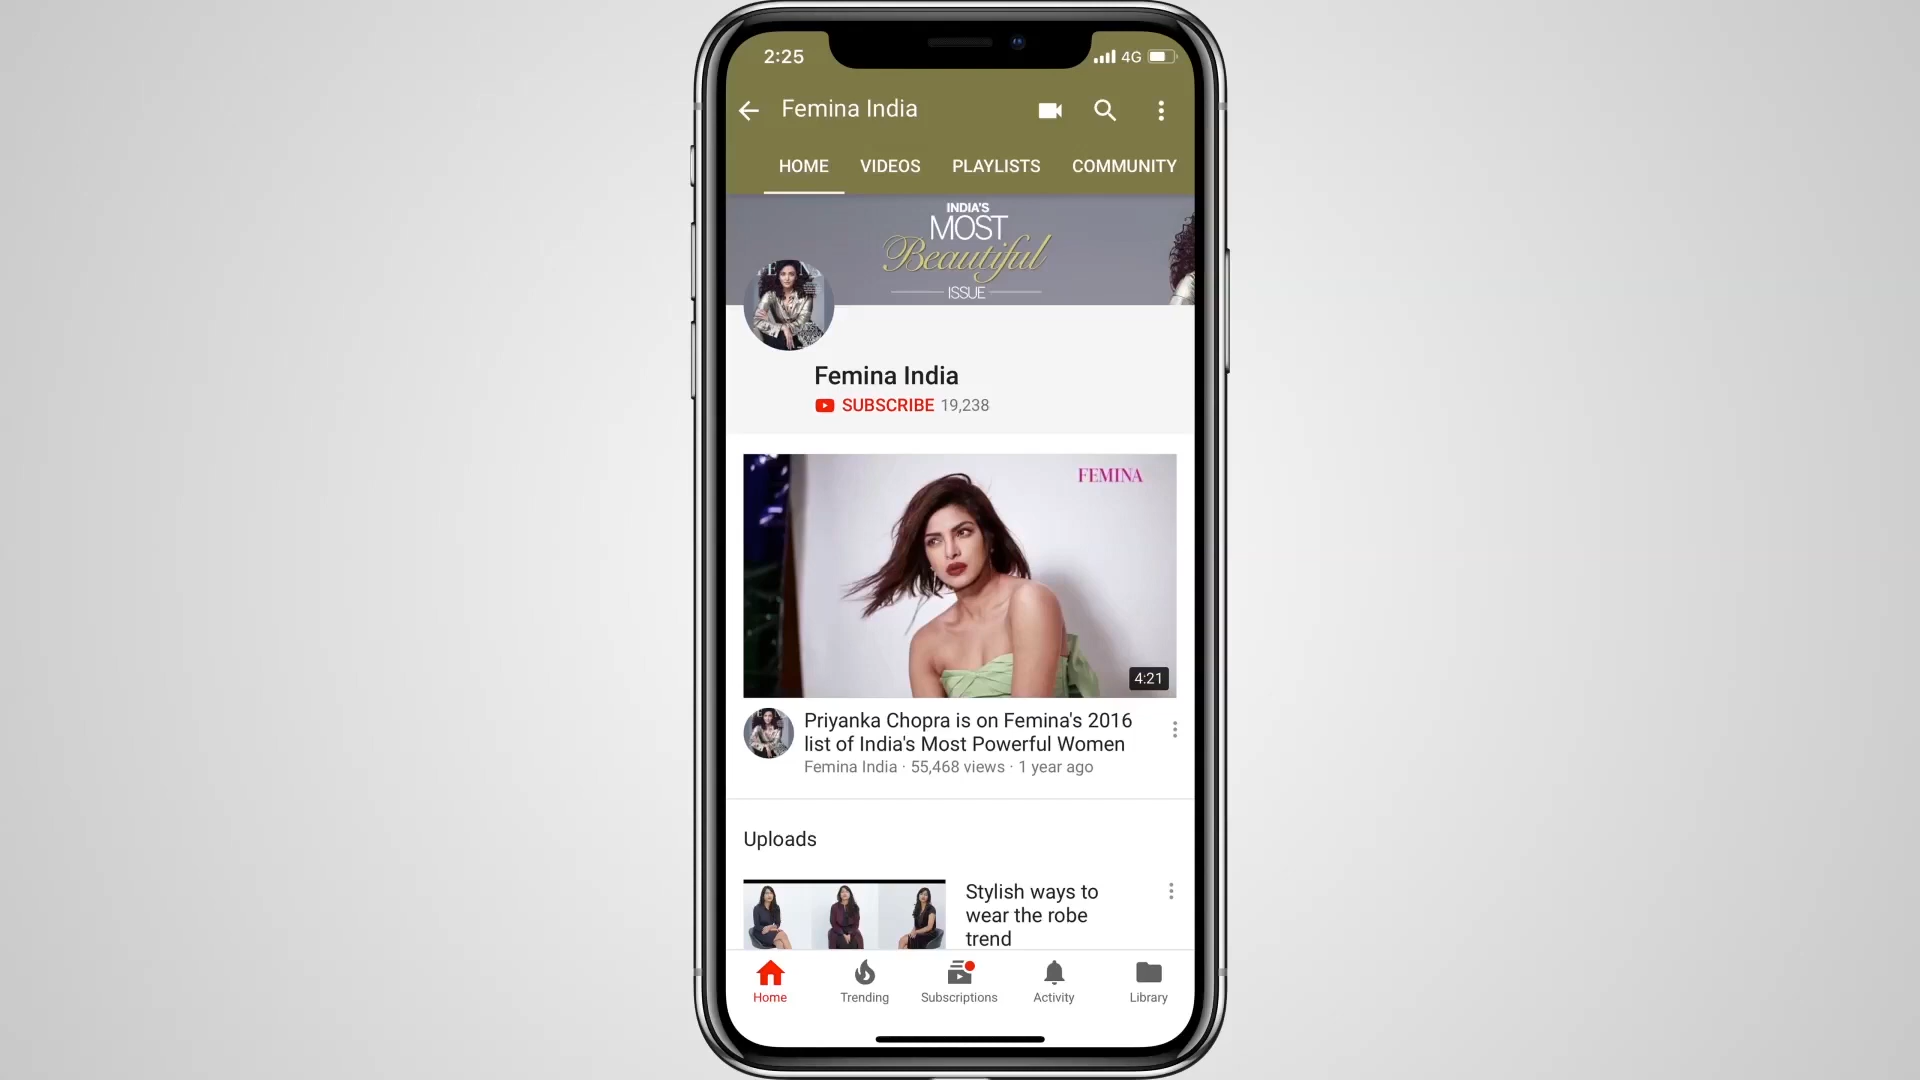 2:25
4G
Femina India
HOME VIDEOS PLAYLISTS COMMUNITY
INDIA'S
MOST
Beautiful
ISSUE
Femina India
SUBSCRIBE 19,238
FEMINA
4:21
Priyanka Chopra is on Femina's 2016
list of India's Most Powerful Women
Femina India · 55,468 views · 1 year ago
Uploads
Stylish ways to
wear the robe
trend
Home Trending Subscriptions Activity Library